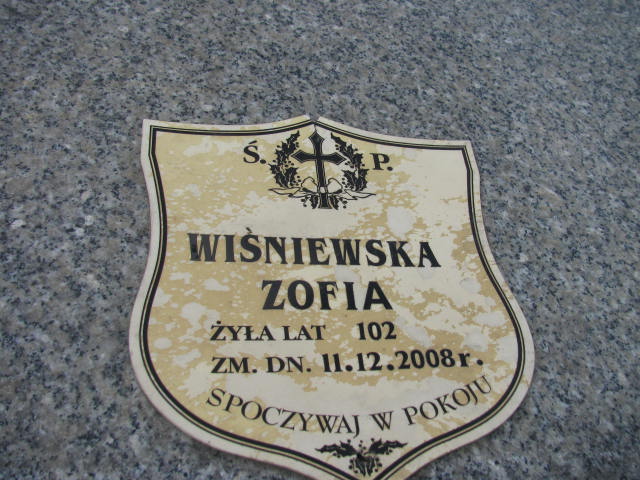 Ś. P.
WIŚNIEWSKA
ZOFIA
ŻYŁA LAT 102
ZM. DN. 11.12.2008 r.
SPOCZYWAJ W POKOJU